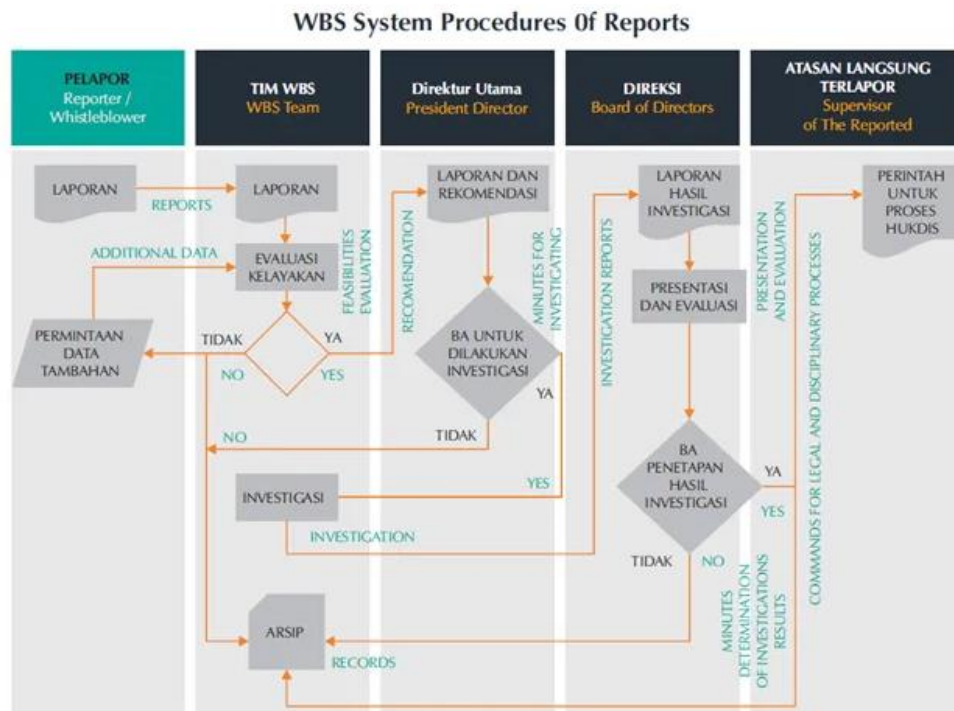 WBS System Procedures 0f Reports
PELAPOR
Reporter /
Whistleblower
TIM WBS
WBS Team
Direktur Utama
President Director
DIREKSI
Board of Directors
ATASAN LANGSUNG
TERLAPOR
Supervisor
of The Reported
LAPORAN
REPORTS
LAPORAN
LAPORAN DAN
REKOMENDASI
LAPORAN
HASIL
INVESTIGASI
PERINTAH
UNTUK
PROSES
HUKDIS
ADDITIONAL DATA
EVALUASI
KELAYAKAN
FEASIBILITIES
EVALUATION
RECOMENDATION
MINUTES FOR
INVESTIGATING
INVESTIGATION REPORTS
PRESENTASI
DAN EVALUASI
PRESENTATION
AND EVALUATION
COMMANDS FOR LEGAL AND DISCIPLINARY PROCESSES
PERMINTAAN
DATA
TAMBAHAN
TIDAK
NO
YA
YES
BA UNTUK
DILAKUKAN
INVESTIGASI
YA
TIDAK
NO
YES
INVESTIGASI
INVESTIGATION
BA
PENETAPAN
HASIL
INVESTIGASI
YA
YES
TIDAK
NO
MINUTES
DETERMINATION
OF INVESTIGATIONS
RESULTS
ARSIP
RECORDS